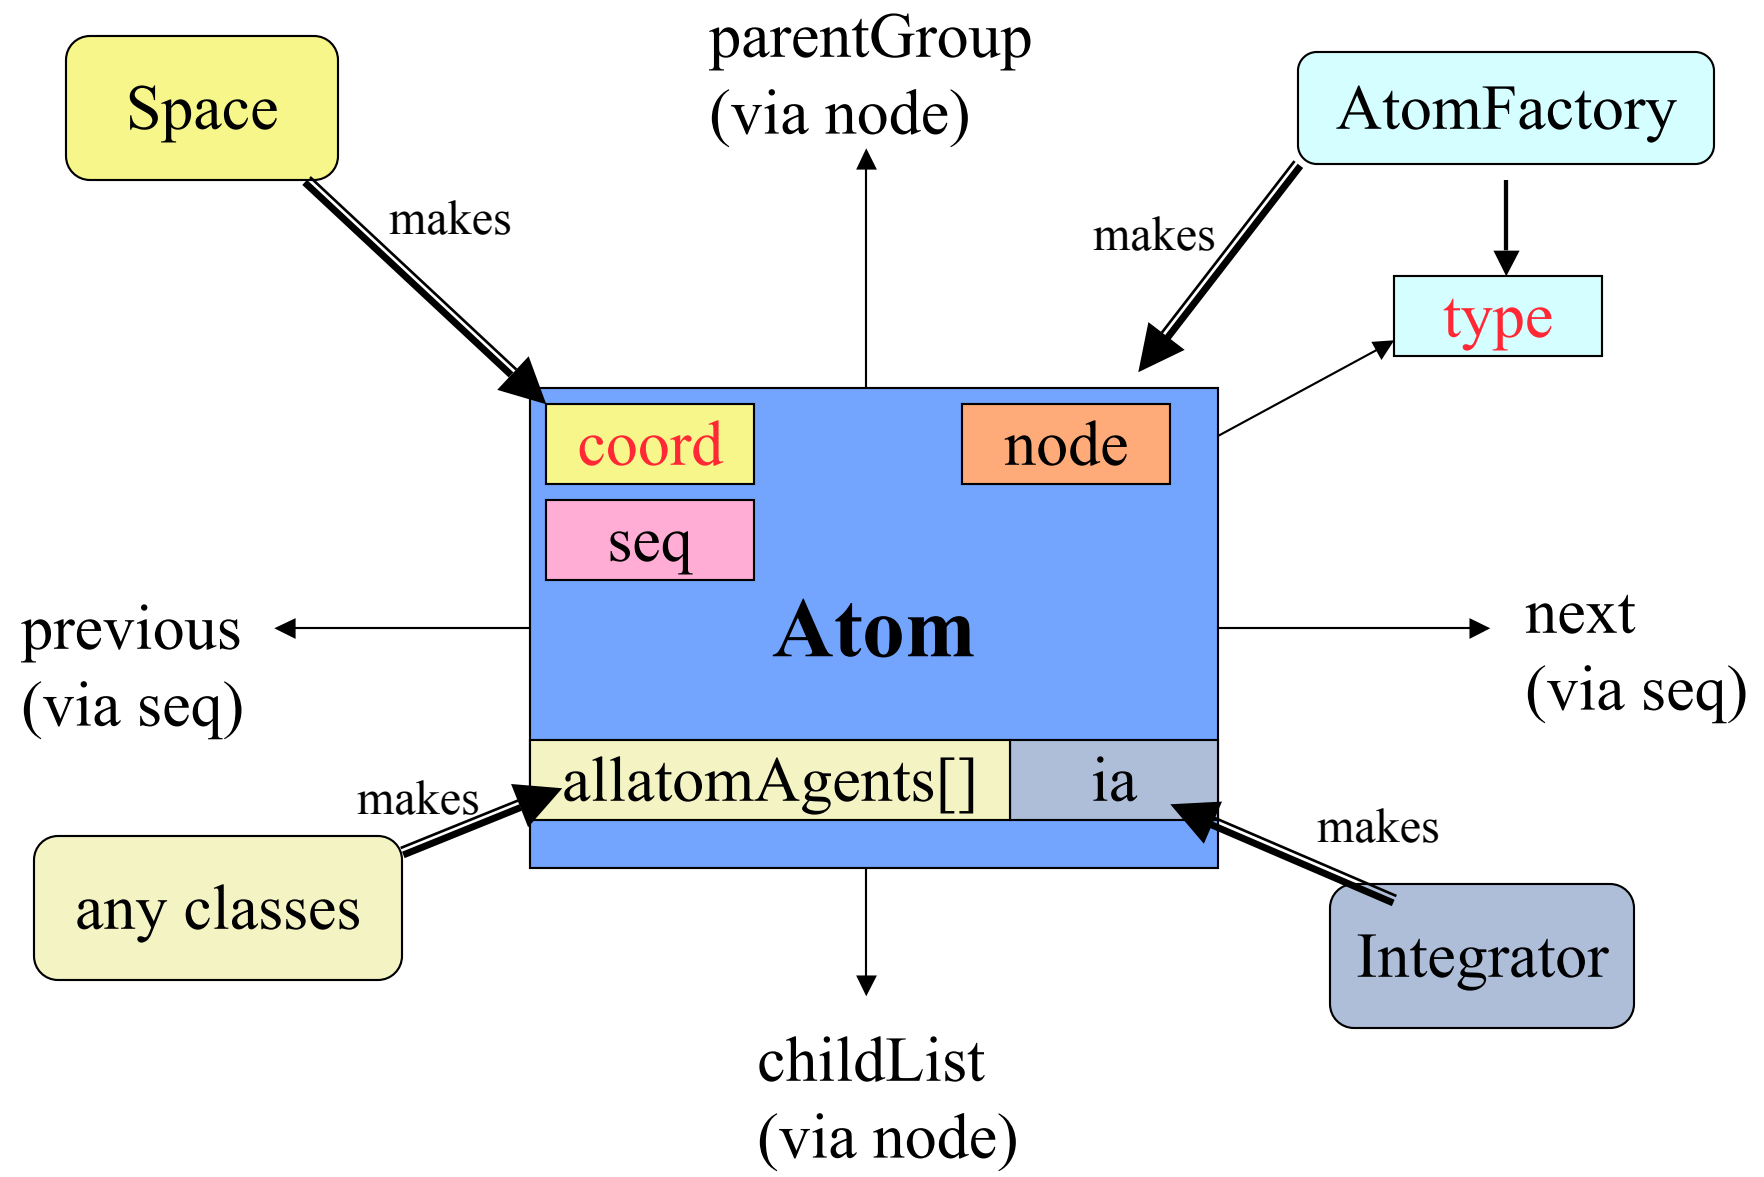 parentGroup
(via node)
Space
AtomFactory
makes
makes
type
coord
node
seq
Atom
previous
(via seq)
next
(via seq)
allatomAgents[]
ia
makes
makes
any classes
Integrator
childList
(via node)